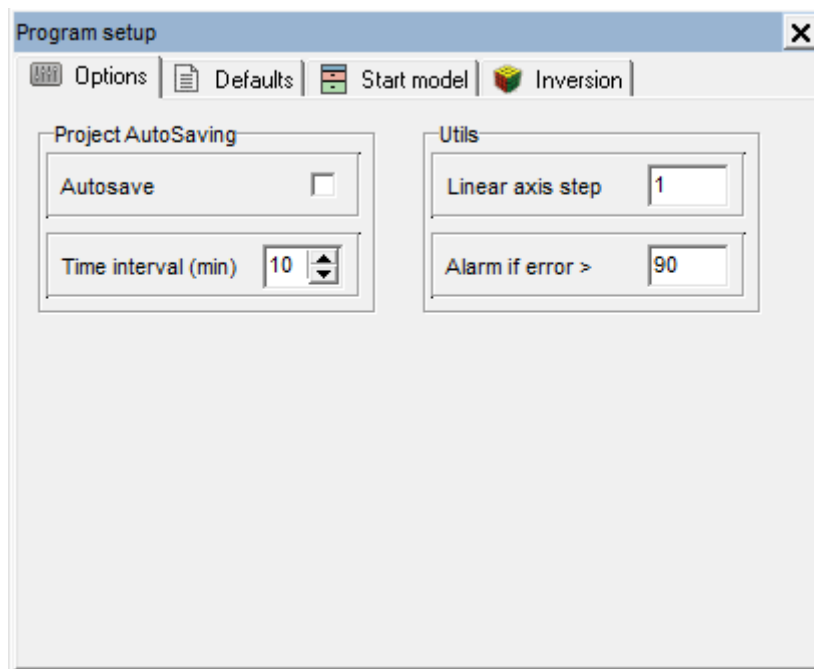 Program setup
Options Defaults Start model Inversion
Project AutoSaving
Autosave
Time interval (min) 10
Utils
Linear axis step 1
Alarm if error > 90